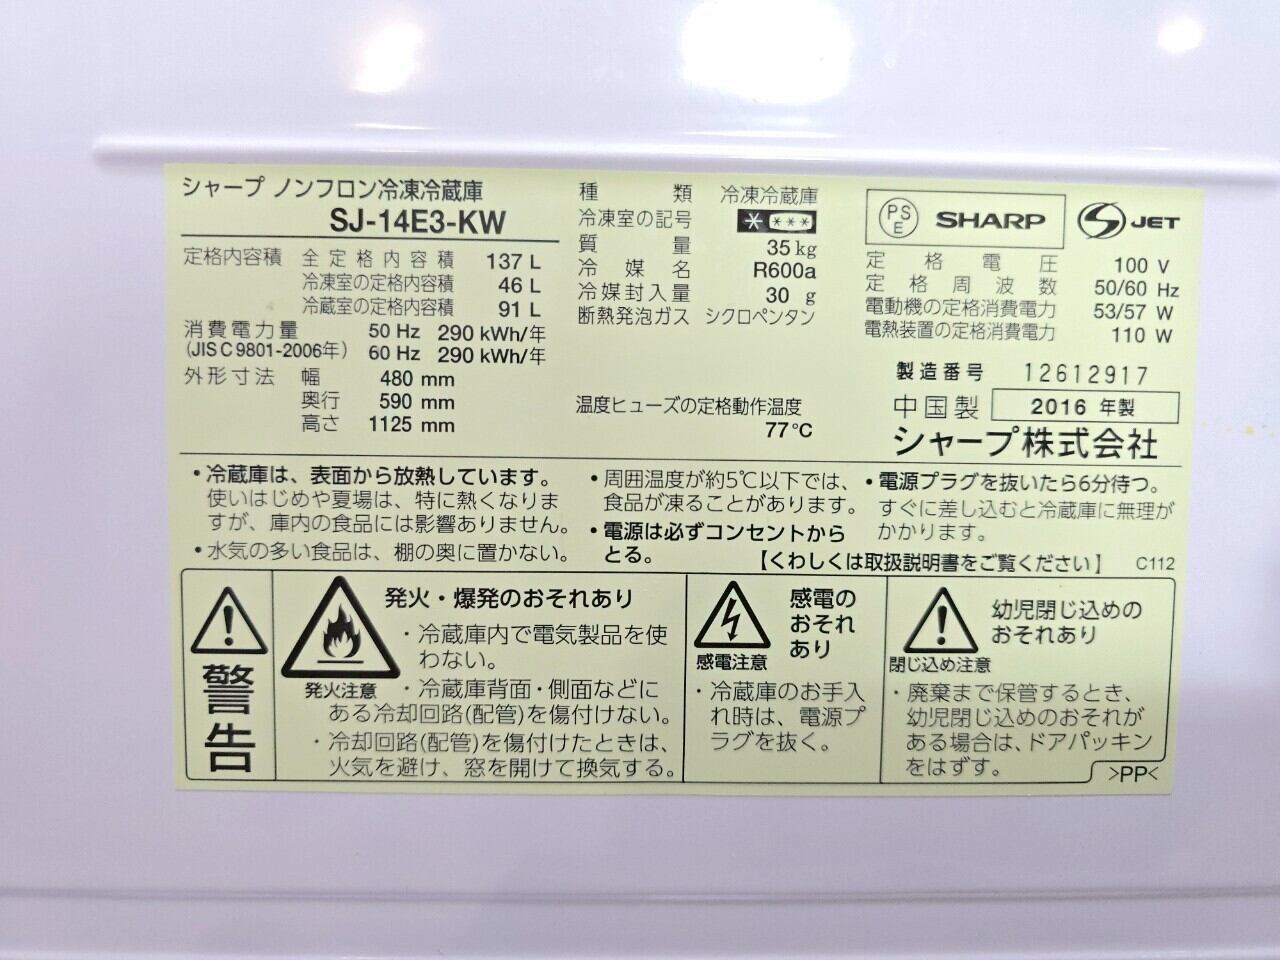 シャープ ノンフロン冷凍冷蔵庫
SJ-14E3-KW
定格内容積 全定格内容積 137 L
冷凍室の定格内容積 46 L
冷蔵室の定格内容積 91 L
消費電力量 50 Hz 290 kWh/年
(JIS C 9801-2006年) 60 Hz 290 kWh/年
外形寸法 幅 480 mm
奥行 590 mm
高さ 1125 mm
種類 冷凍冷蔵庫
冷凍室の記号
質量 35 kg
冷媒名 R600a
冷媒封入量 30 g
断熱発泡ガス シクロペンタン
温度ヒューズの定格動作温度
77℃
PS
E
SHARP
JET
定格電圧 100 V
定格周波数 50/60 Hz
電動機の定格消費電力 53/57 W
電熱装置の定格消費電力 110 W
製造番号 12612917
中国製 2016 年製
シャープ株式会社
・冷蔵庫は、表面から放熱しています。
使いはじめや夏場は、特に熱くなりま
すが、庫内の食品には影響ありません。
・水気の多い食品は、棚の奥に置かない。
・周囲温度が約5℃以下では、
食品が凍ることがあります。
・電源は必ずコンセントから
とる。
・電源プラグを抜いたら6分待つ。
すぐに差し込むと冷蔵庫に無理が
かかります。
【くわしくは取扱説明書をご覧ください】 C112
警告
発火注意
発火・爆発のおそれあり
・冷蔵庫内で電気製品を使
わない。
・冷蔵庫背面・側面などに
ある冷却回路(配管)を傷付けない。
・冷却回路(配管)を傷付けたときは、
火気を避け、窓を開けて換気する。
感電注意
感電の
おそれ
あり
・冷蔵庫のお手入
れ時は、電源プ
ラグを抜く。
閉じ込め注意
幼児閉じ込めの
おそれあり
・廃棄まで保管するとき、
幼児閉じ込めのおそれが
ある場合は、ドアパッキン
をはずす。
>PP<